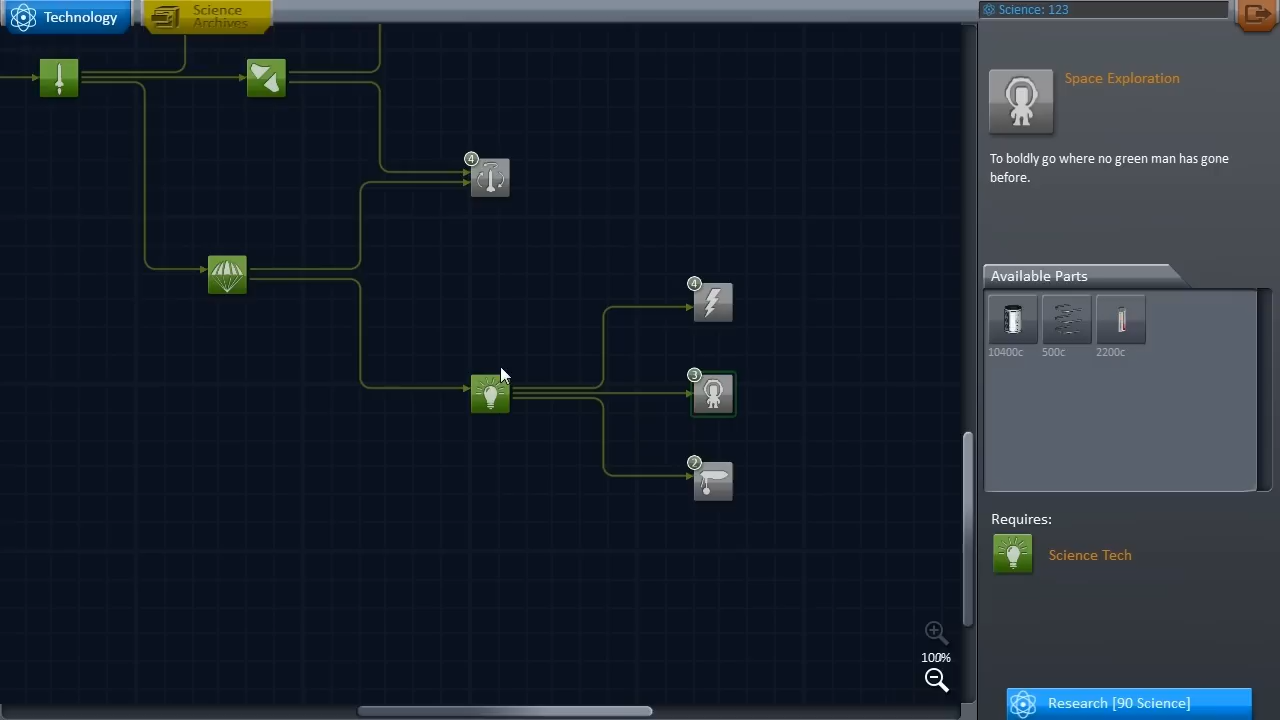 Technology
Science
Archives
Science: 123
Space Exploration
To boldly go where no green man has gone
before.
Available Parts
10400c 500c 2200c
4
4
3
2
Requires:
Science Tech
100%
Research [90 Science]